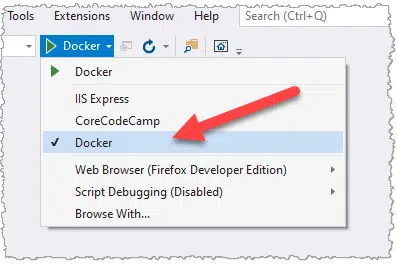 Tools Extensions Window Help Search (Ctrl+Q)
Docker
Docker
IIS Express
CoreCodeCamp
Docker
Web Browser (Firefox Developer Edition)
Script Debugging (Disabled)
Browse With...